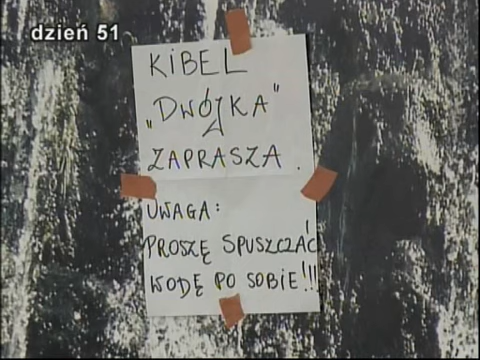 dzień 51
KIBEL
„DWÓJKA”
ZAPRASZA.
UWAGA:
PROSZĘ SPUSZCZAĆ
WODĘ PO SOBIE!!!